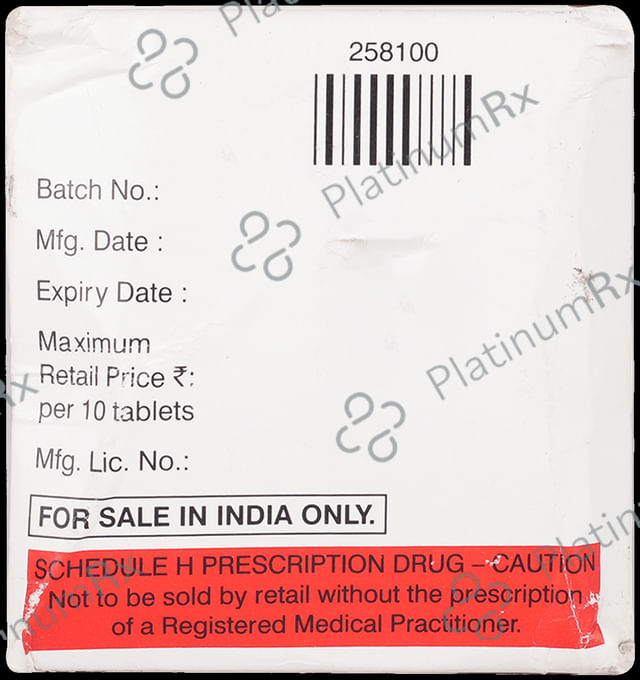 258100
Batch No.:
Mfg. Date :
Expiry Date :
Maximum
Retail Price ₹:
per 10 tablets
Mfg. Lic. No.:
FOR SALE IN INDIA ONLY.
SCHEDULE H PRESCRIPTION DRUG – CAUTION
Not to be sold by retail without the prescription
of a Registered Medical Practitioner.
PlatinumRx
PlatinumRx
PlatinumRx